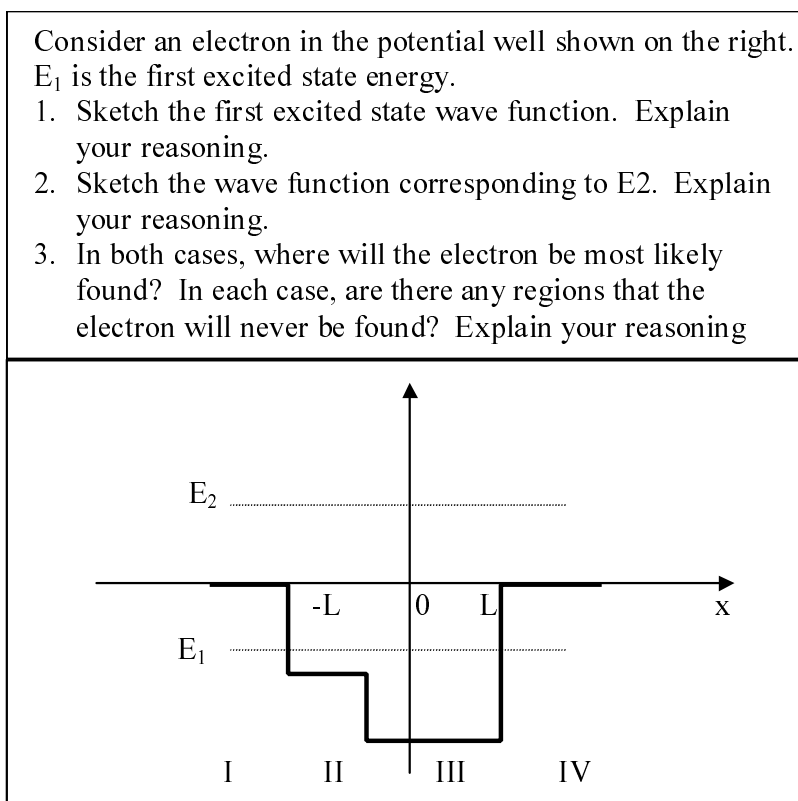 Consider an electron in the potential well shown on the right.
E₁ is the first excited state energy.
1. Sketch the first excited state wave function. Explain
your reasoning.
2. Sketch the wave function corresponding to E2. Explain
your reasoning.
3. In both cases, where will the electron be most likely
found? In each case, are there any regions that the
electron will never be found? Explain your reasoning
E₂
-L 0 L x
E₁
I II III IV